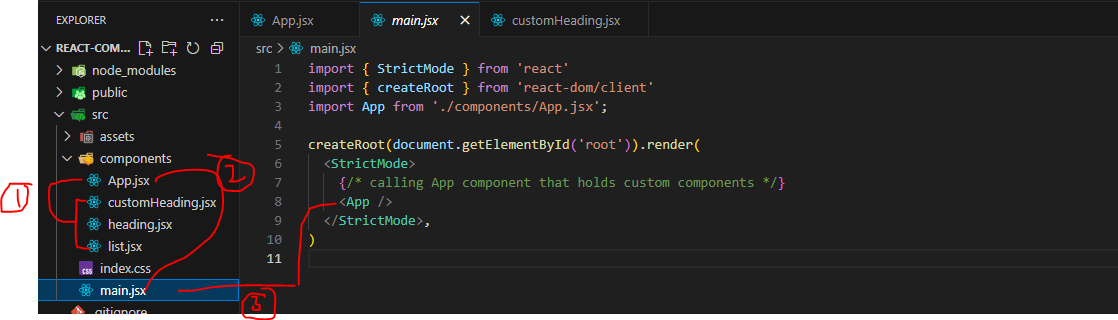 EXPLORER ...
App.jsx main.jsx customHeading.jsx
REACT-COM...
src > main.jsx
node_modules
public
src
assets
components
App.jsx
customHeading.jsx
heading.jsx
list.jsx
index.css
main.jsx
.gitignore
1
2
3
1 import { StrictMode } from 'react'
2 import { createRoot } from 'react-dom/client'
3 import App from './components/App.jsx';
4
5 createRoot(document.getElementById('root')).render(
6 <StrictMode>
7 {/* calling App component that holds custom components */}
8 <App />
9 </StrictMode>,
10 )
11